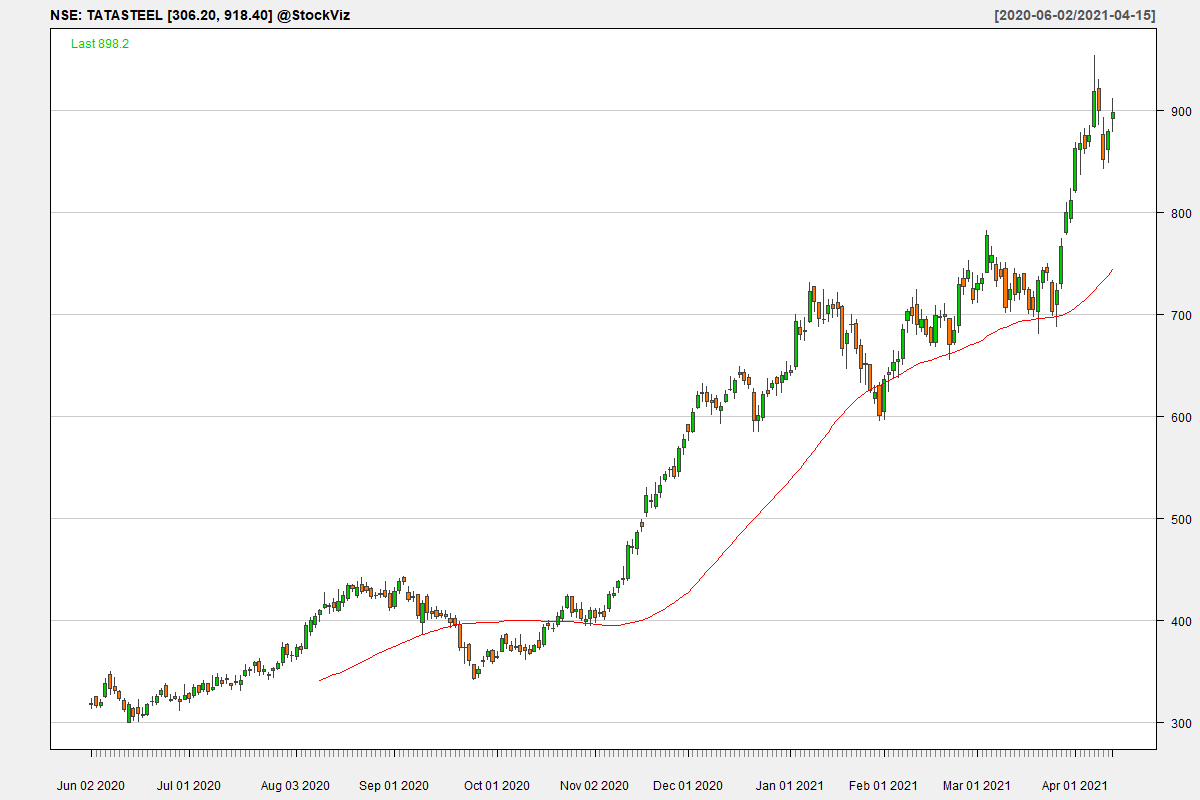 NSE: TATASTEEL [306.20, 918.40] @StockViz
[2020-06-02/2021-04-15]
Last 898.2
900
800
700
600
500
400
300
Jun 02 2020 Jul 01 2020 Aug 03 2020 Sep 01 2020 Oct 01 2020 Nov 02 2020 Dec 01 2020 Jan 01 2021 Feb 01 2021 Mar 01 2021 Apr 01 2021